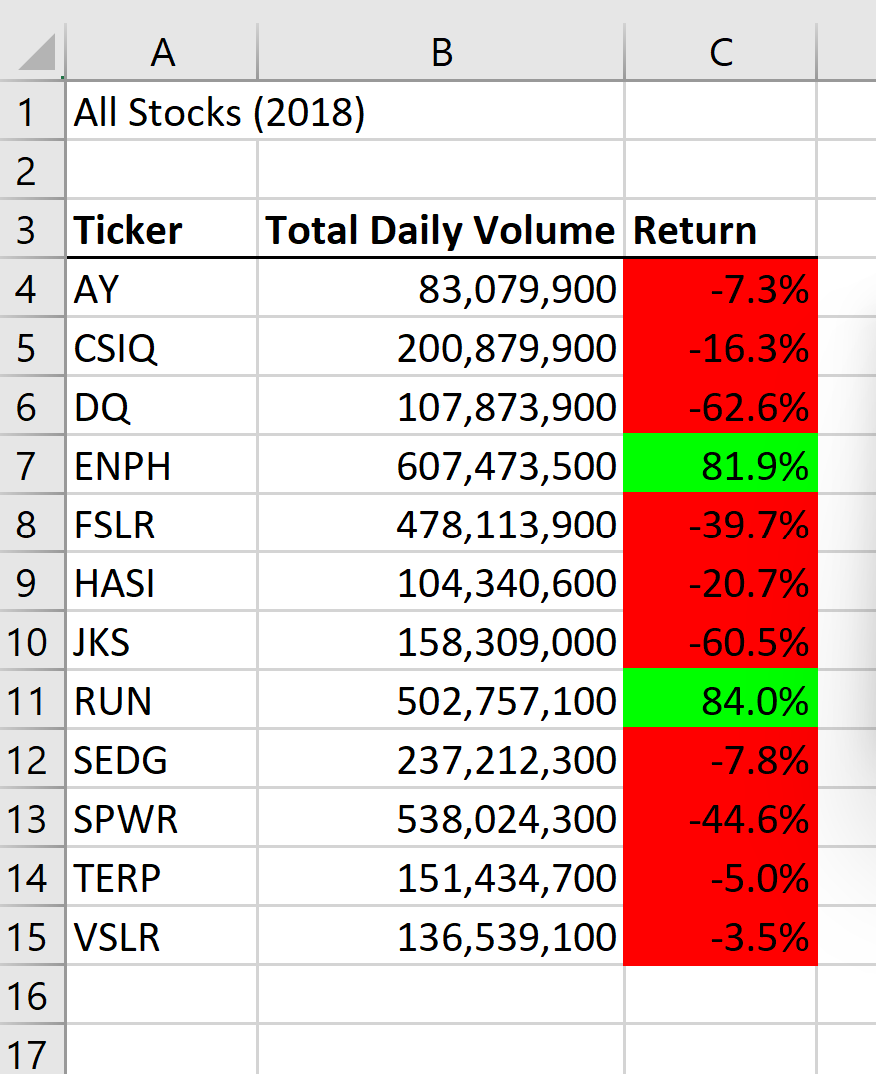 A B C
1 All Stocks (2018)
2
3 Ticker Total Daily Volume Return
4 AY 83,079,900 -7.3%
5 CSIQ 200,879,900 -16.3%
6 DQ 107,873,900 -62.6%
7 ENPH 607,473,500 81.9%
8 FSLR 478,113,900 -39.7%
9 HASI 104,340,600 -20.7%
10 JKS 158,309,000 -60.5%
11 RUN 502,757,100 84.0%
12 SEDG 237,212,300 -7.8%
13 SPWR 538,024,300 -44.6%
14 TERP 151,434,700 -5.0%
15 VSLR 136,539,100 -3.5%
16
17